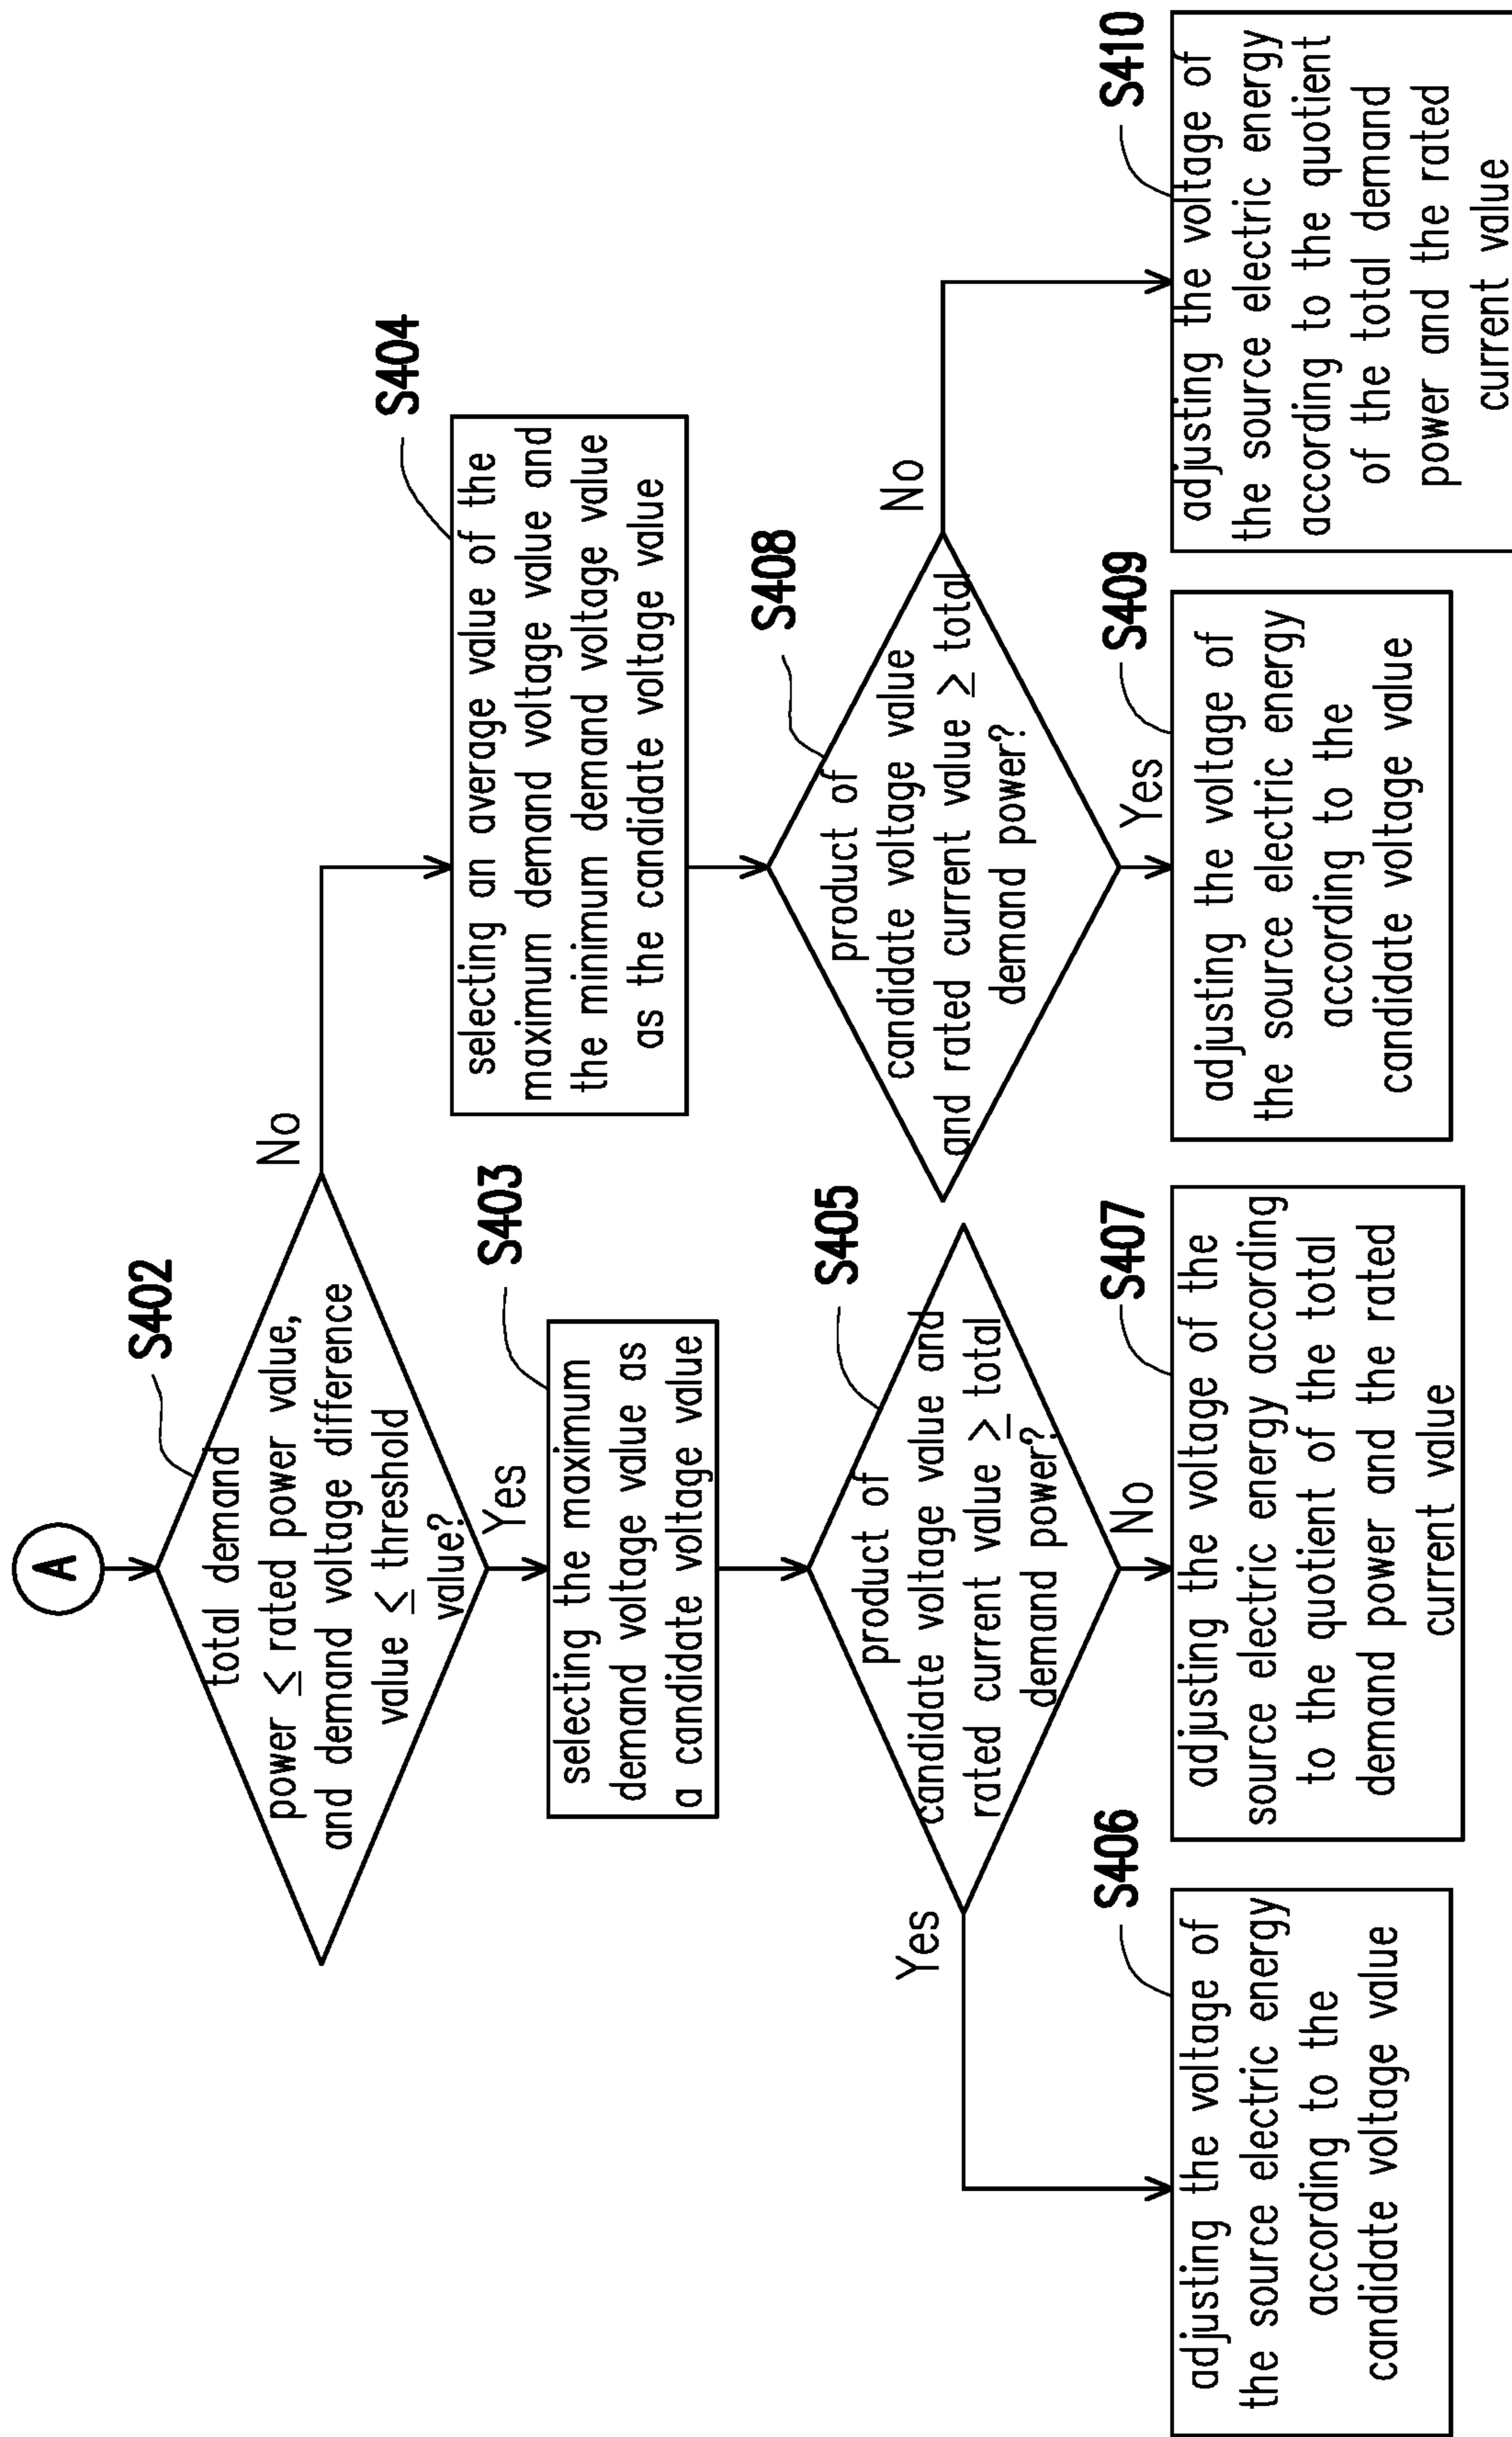 A
S402
total demand
power ≤ rated power value,
and demand voltage difference
value ≤ threshold
value?
Yes
No
S403
selecting the maximum
demand voltage value as
a candidate voltage value
S404
selecting an average value of the
maximum demand voltage value and
the minimum demand voltage value
as the candidate voltage value
S405
product of
candidate voltage value and
rated current value ≥ total
demand power?
Yes
No
S408
product of
candidate voltage value
and rated current value ≥ total
demand power?
Yes
No
S406
adjusting the voltage of
the source electric energy
according to the
candidate voltage value
S407
adjusting the voltage of the
source electric energy according
to the quotient of the total
demand power and the rated
current value
S409
adjusting the voltage of
the source electric energy
according to the
candidate voltage value
S410
adjusting the voltage of
the source electric energy
according to the quotient
of the total demand
power and the rated
current value